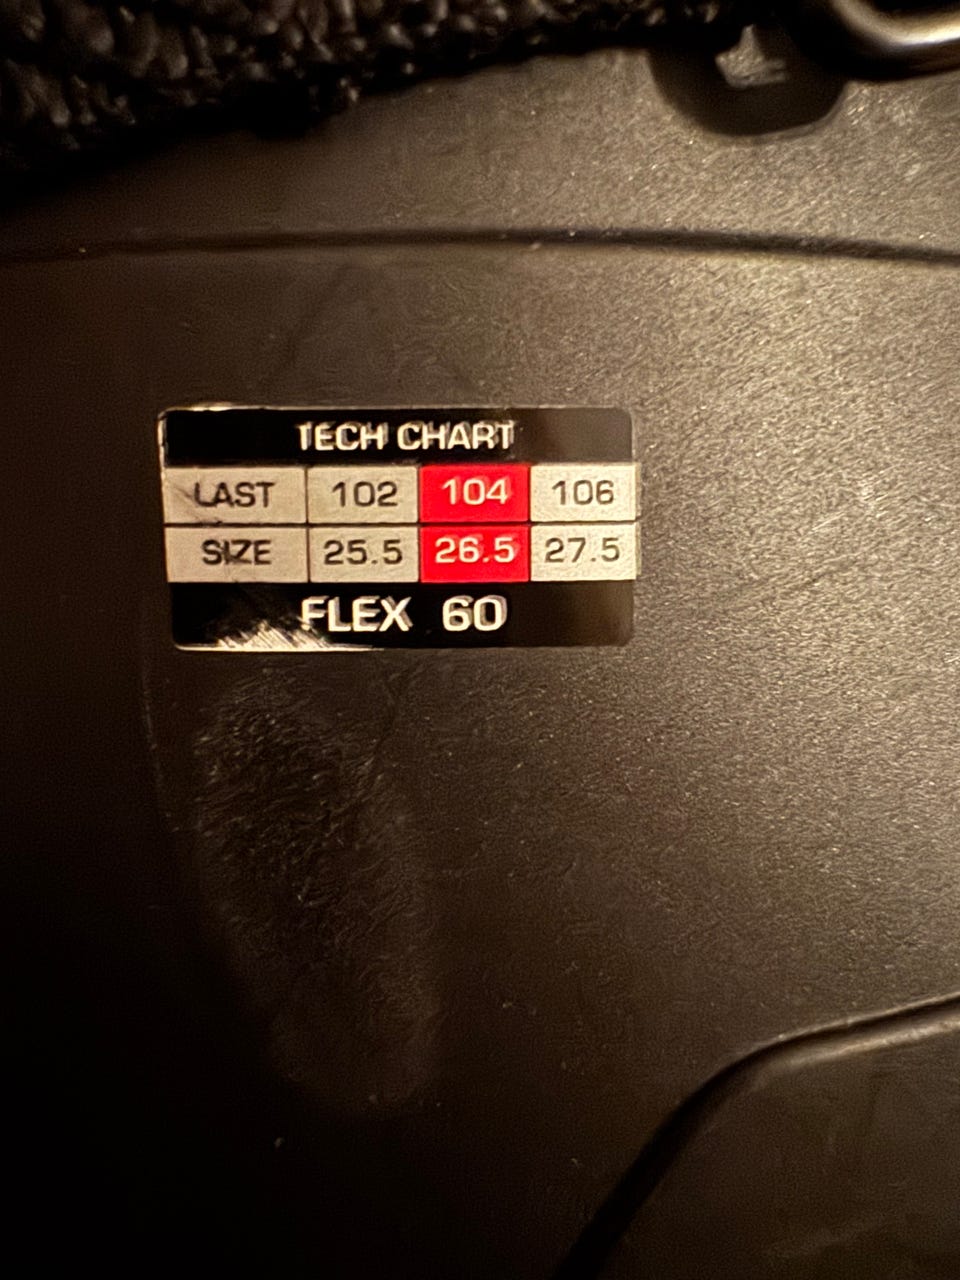 TECH CHART
LAST 102 104 106
SIZE 25.5 26.5 27.5
FLEX 60